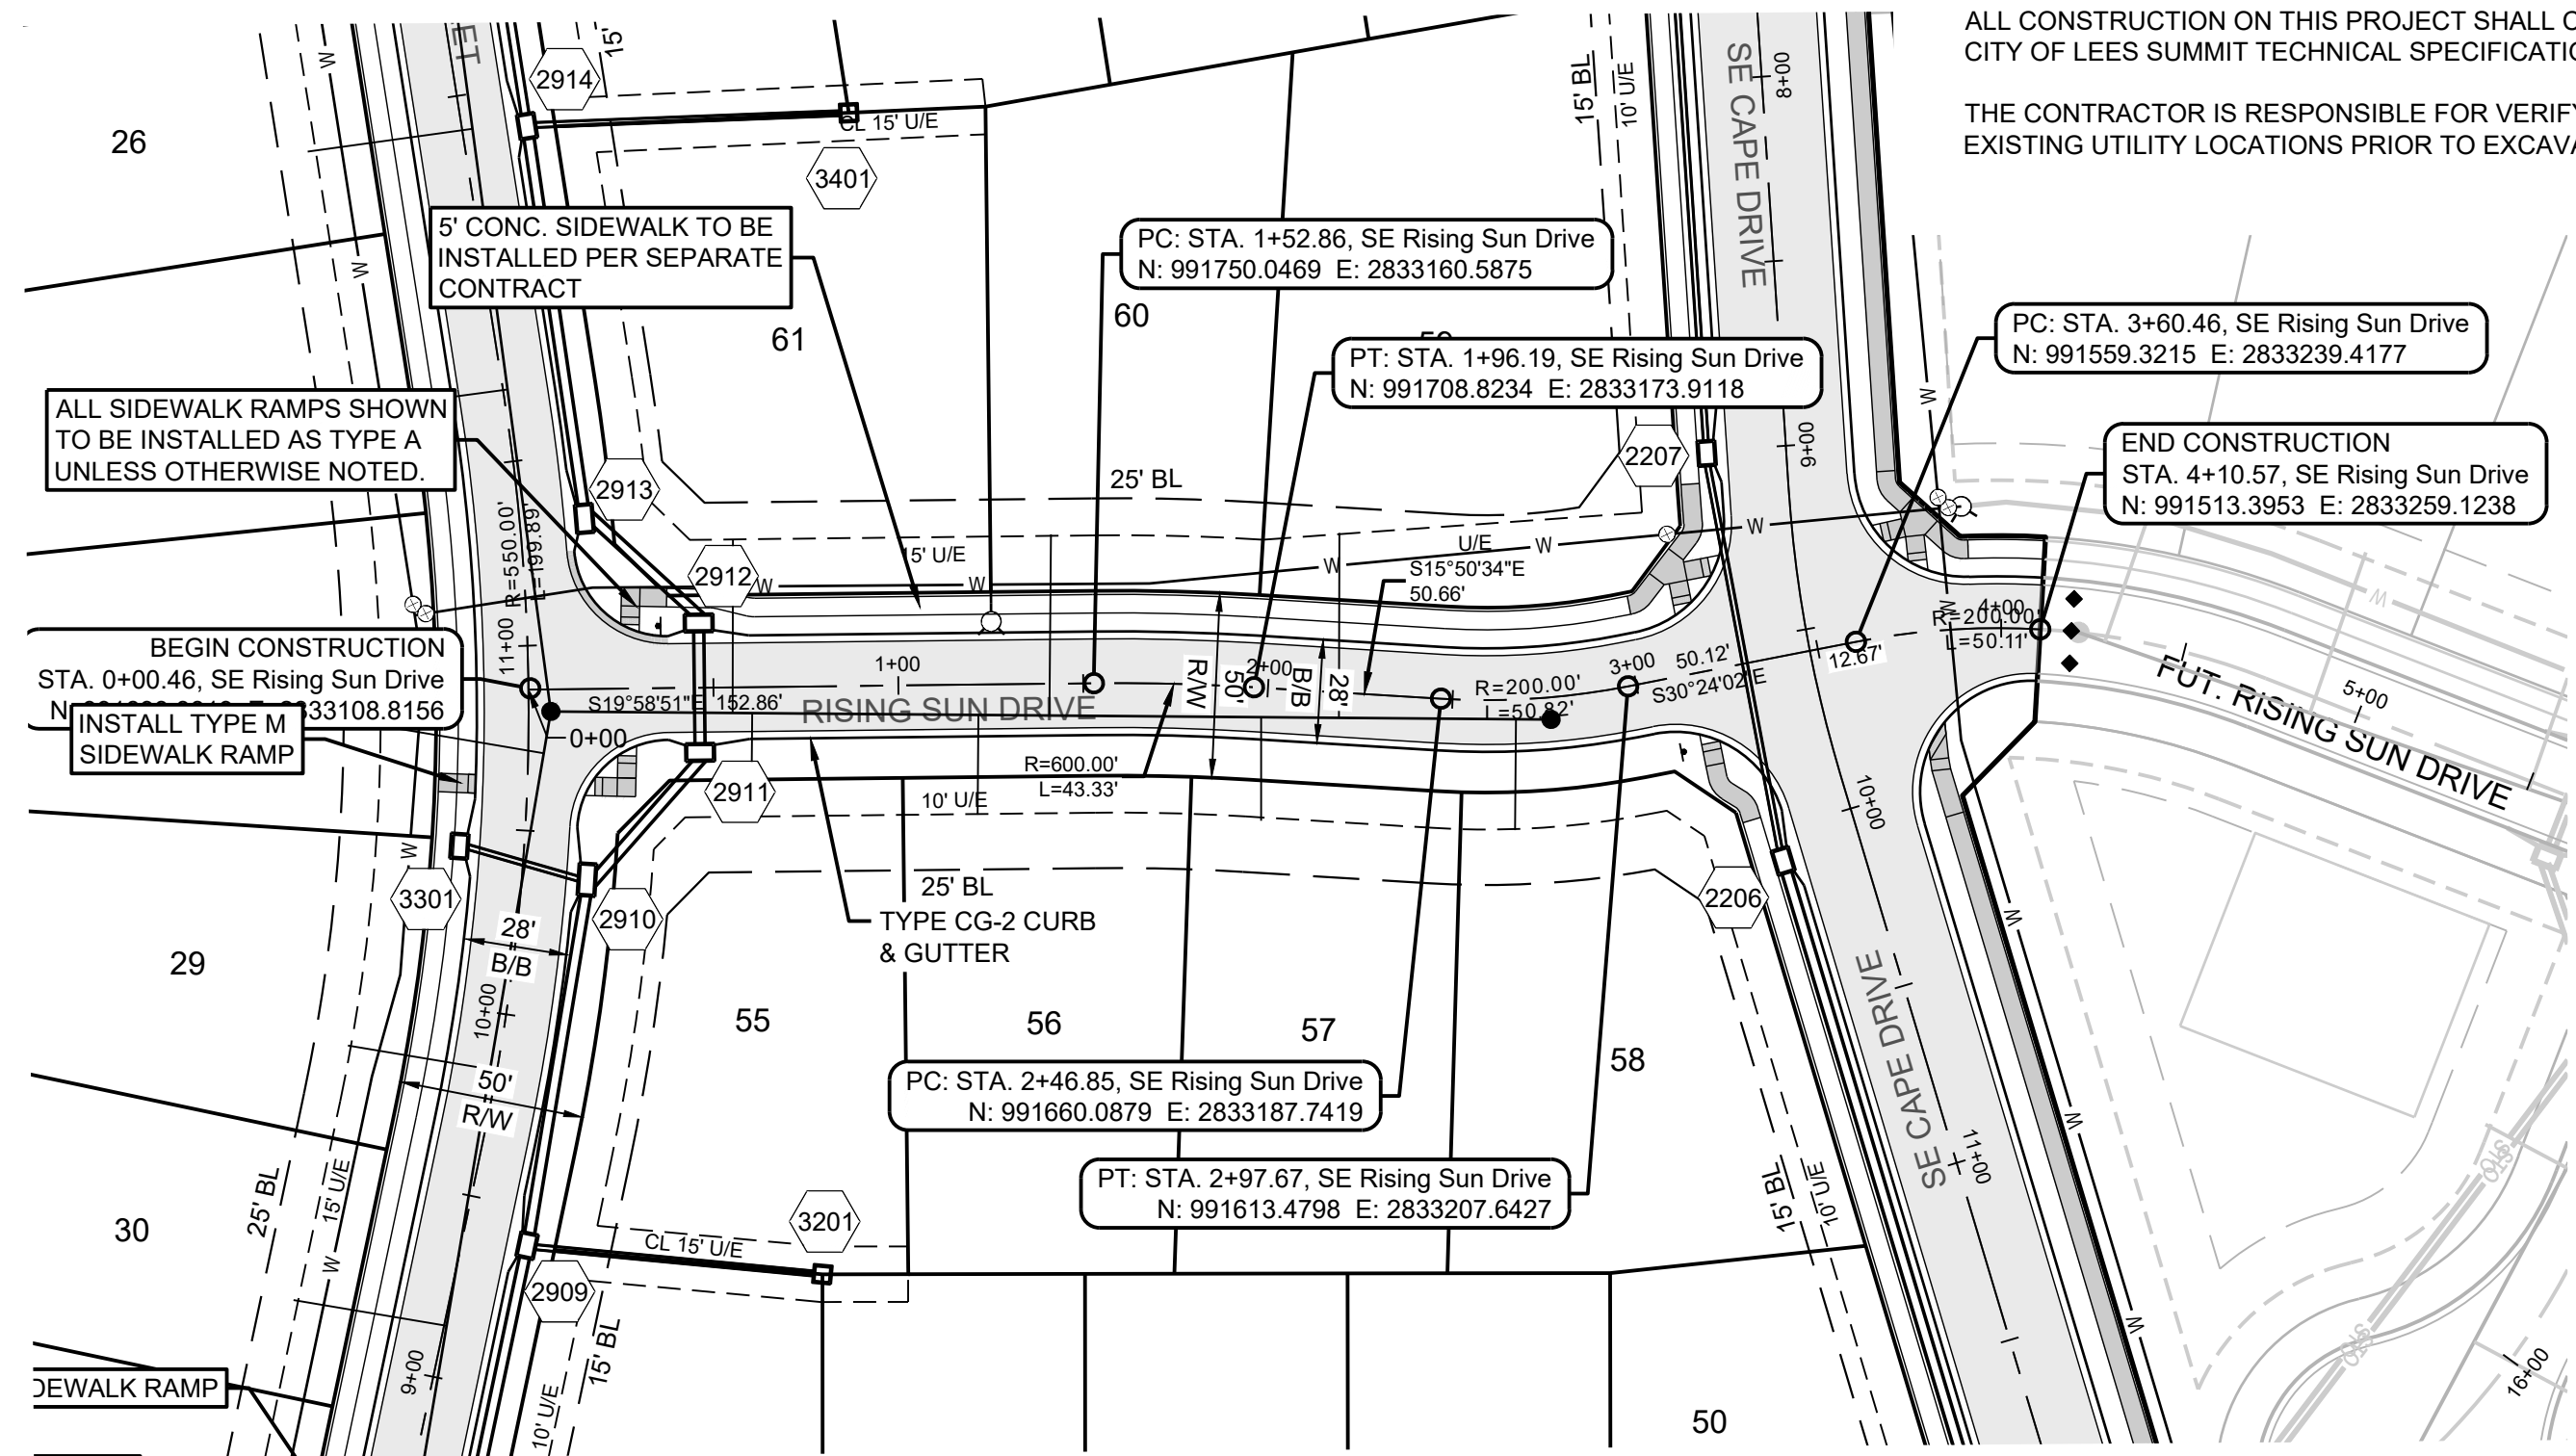 ALL CONSTRUCTION ON THIS PROJECT SHALL
CITY OF LEES SUMMIT TECHNICAL
THE CONTRACTOR IS RESPONSIBLE FOR
EXISTING UTILITY LOCATIONS PRIOR TO
ET
15'
2914
26
CL 15' U/E
3401
15' BL
10' U/E
SE CAPE DRIVE
8+00
5' CONC. SIDEWALK TO BE
INSTALLED PER SEPARATE
CONTRACT
PC: STA. 1+52.86, SE Rising Sun Drive
N: 991750.0469 E: 2833160.5875
61
60
PT: STA. 1+96.19, SE Rising Sun Drive
N: 991708.8234 E: 2833173.9118
PC: STA. 3+60.46, SE Rising Sun Drive
N: 991559.3215 E: 2833239.4177
ALL SIDEWALK RAMPS SHOWN
TO BE INSTALLED AS TYPE A
UNLESS OTHERWISE NOTED.
END CONSTRUCTION
STA. 4+10.57, SE Rising Sun Drive
N: 991513.3953 E: 2833259.1238
2913
25' BL
2207
9+00
R=550.00'
L=199.89'
11+00
2912
15' U/E
U/E
W
W
W
W
W
W
W
W
W
S15°50'34"E
50.66'
BEGIN CONSTRUCTION
STA. 0+00.46, SE Rising Sun Drive
INSTALL TYPE M
SIDEWALK RAMP
0+00
S19°58'51"E 152.86'
1+00
RISING SUN DRIVE
R/W
50'
2+00
B/B
28'
R=200.00'
L=50.82'
3+00
50.12'
S30°24'02"E
12.67'
4+00
R=200.00'
L=50.11'
W
FUT. RISING SUN DRIVE
5+00
R=600.00'
L=43.33'
2911
10' U/E
10+00
25' BL
TYPE CG-2 CURB
& GUTTER
3301
2910
2206
28'
B/B
W
W
29
10+00
50'
R/W
55
56
57
58
SE CAPE DRIVE
PC: STA. 2+46.85, SE Rising Sun Drive
N: 991660.0879 E: 2833187.7419
PT: STA. 2+97.67, SE Rising Sun Drive
N: 991613.4798 E: 2833207.6427
11+00
W
STO
25' BL
15' U/E
W
30
3201
CL 15' U/E
15' BL
10' U/E
2909
15' BL
10' U/E
9+00
SIDEWALK RAMP
W
STO
16+00
50